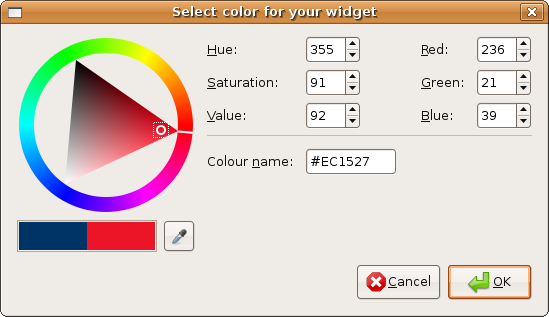 Select color for your widget
Hue: 355 Red: 236
Saturation: 91 Green: 21
Value: 92 Blue: 39
Colour name: #EC1527
Cancel OK